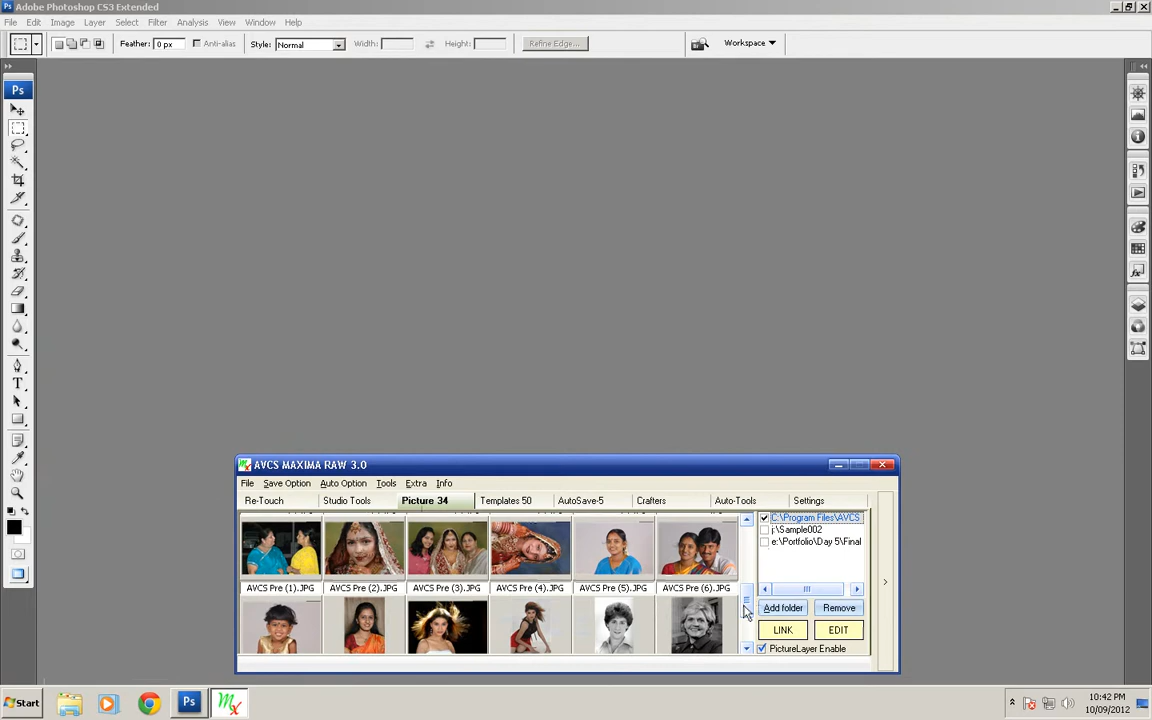 Ps Adobe Photoshop CS3 Extended
File Edit Image Layer Select Filter Analysis View Window Help
Feather: 0 px Anti-alias Style: Normal Width: Height: Refine Edge... Workspace
Ps
T
AVCS MAXIMA RAW 3.0
File Save Option Auto Option Tools Extra Info
Re-Touch Studio Tools Picture 34 Templates 50 AutoSave-5 Crafters Auto-Tools Settings
C:\Program Files\AVCS
j:\Sample002
e:\Portfolio\Day 5\Final
AVCS Pre (1).JPG AVCS Pre (2).JPG AVCS Pre (3).JPG AVCS Pre (4).JPG AVCS Pre (5).JPG AVCS Pre (6).JPG
Add folder Remove
LINK EDIT
PictureLayer Enable
Start Ps
10:42 PM
10/09/2012